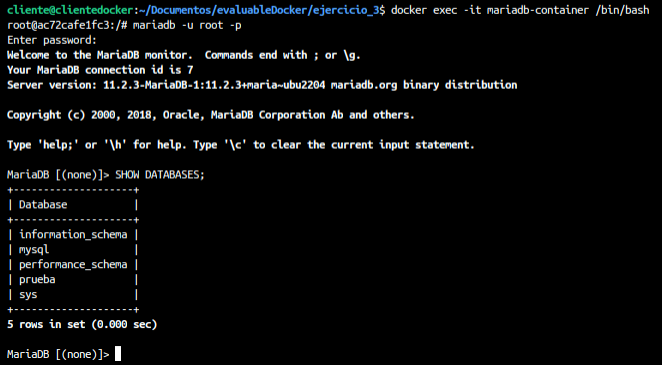 cliente@clientedocker:~/Documentos/evaluableDocker/ejercicio_3$ docker exec -it mariadb-container /bin/bash
root@ac72cafe1fc3:/# mariadb -u root -p
Enter password:
Welcome to the MariaDB monitor.  Commands end with ; or \g.
Your MariaDB connection id is 7
Server version: 11.2.3-MariaDB-1:11.2.3+maria~ubu2204 mariadb.org binary distribution

Copyright (c) 2000, 2018, Oracle, MariaDB Corporation Ab and others.

Type 'help;' or '\h' for help. Type '\c' to clear the current input statement.

MariaDB [(none)]> SHOW DATABASES;
+--------------------+
| Database           |
+--------------------+
| information_schema |
| mysql              |
| performance_schema |
| prueba             |
| sys                |
+--------------------+
5 rows in set (0.000 sec)

MariaDB [(none)]>